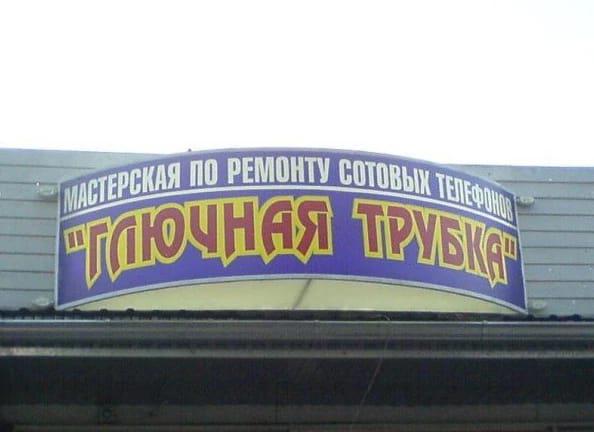 МАСТЕРСКАЯ ПО РЕМОНТУ СОТОВЫХ ТЕЛЕФОНОВ
"ГЛЮЧНАЯ ТРУБКА"